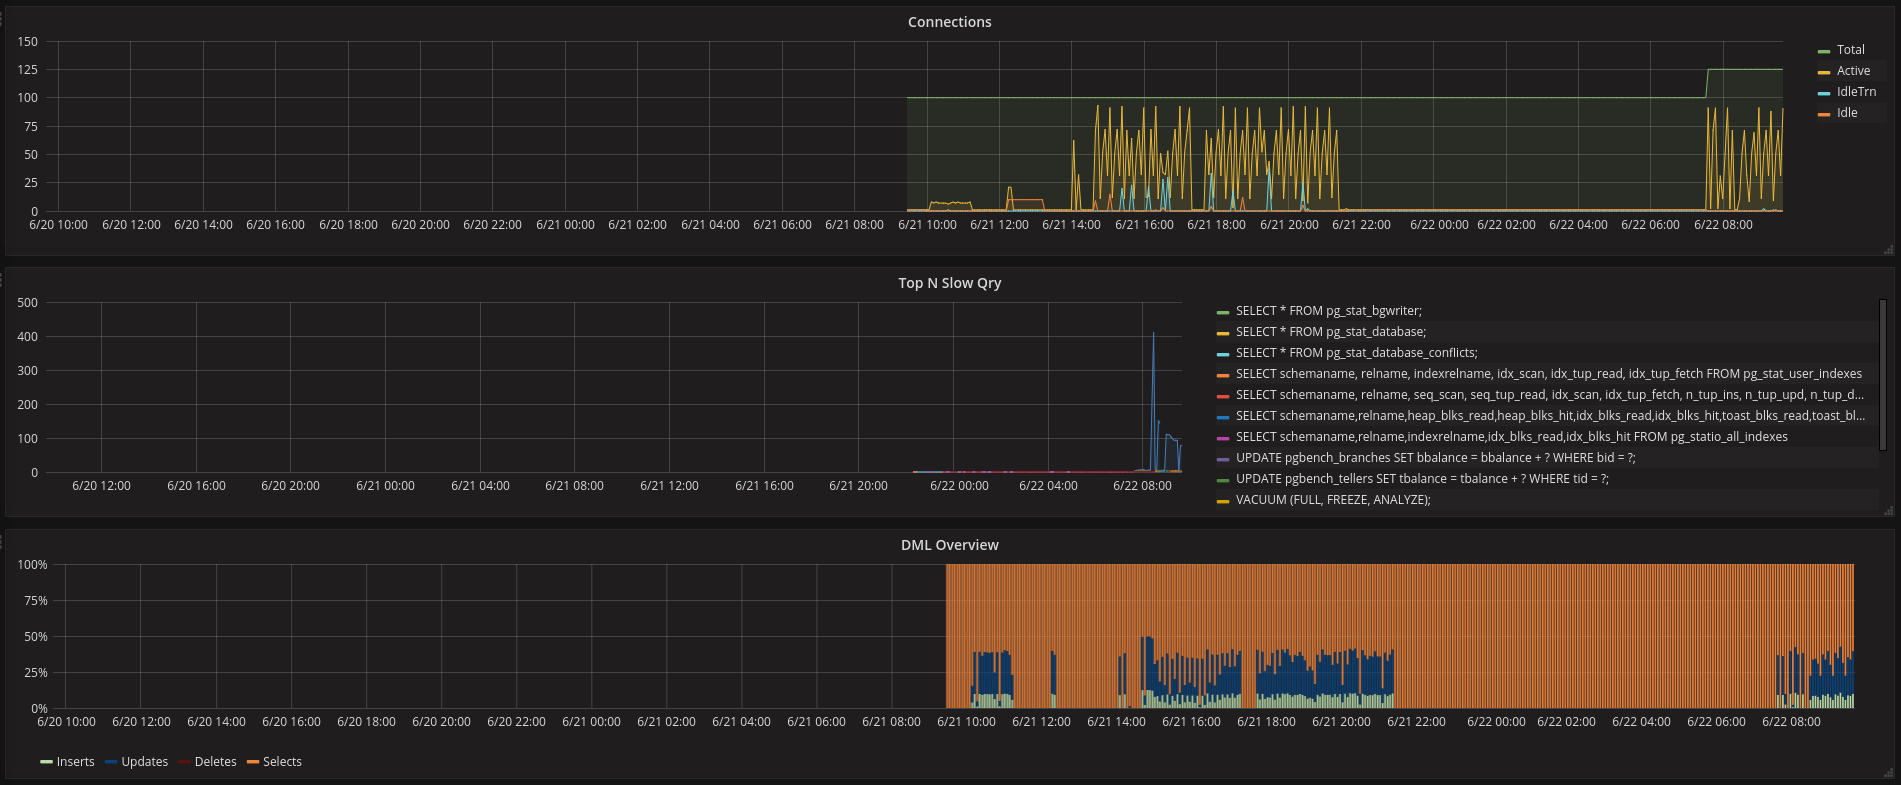 Connections
150
125
100
75
50
25
0
6/20 10:00 6/20 12:00 6/20 14:00 6/20 16:00 6/20 18:00 6/20 20:00 6/20 22:00 6/21 00:00 6/21 02:00 6/21 04:00 6/21 06:00 6/21 08:00 6/21 10:00 6/21 12:00 6/21 14:00 6/21 16:00 6/21 18:00 6/21 20:00 6/21 22:00 6/22 00:00 6/22 02:00 6/22 04:00 6/22 06:00 6/22 08:00
Total
Active
IdleTrn
Idle
Top N Slow Qry
500
400
300
200
100
0
6/20 12:00 6/20 16:00 6/20 20:00 6/21 00:00 6/21 04:00 6/21 08:00 6/21 12:00 6/21 16:00 6/21 20:00 6/22 00:00 6/22 04:00 6/22 08:00
SELECT * FROM pg_stat_bgwriter;
SELECT * FROM pg_stat_database;
SELECT * FROM pg_stat_database_conflicts;
SELECT schemaname, relname, indexrelname, idx_scan, idx_tup_read, idx_tup_fetch FROM pg_stat_user_indexes
SELECT schemaname, relname, seq_scan, seq_tup_read, idx_scan, idx_tup_fetch, n_tup_ins, n_tup_upd, n_tup_d...
SELECT schemaname,relname,heap_blks_read,heap_blks_hit,idx_blks_read,idx_blks_hit,toast_blks_read,toast_bl...
SELECT schemaname,relname,indexrelname,idx_blks_read,idx_blks_hit FROM pg_statio_all_indexes
UPDATE pgbench_branches SET bbalance = bbalance + ? WHERE bid = ?;
UPDATE pgbench_tellers SET tbalance = tbalance + ? WHERE tid = ?;
VACUUM (FULL, FREEZE, ANALYZE);
DML Overview
100%
75%
50%
25%
0%
6/20 10:00 6/20 12:00 6/20 14:00 6/20 16:00 6/20 18:00 6/20 20:00 6/20 22:00 6/21 00:00 6/21 02:00 6/21 04:00 6/21 06:00 6/21 08:00 6/21 10:00 6/21 12:00 6/21 14:00 6/21 16:00 6/21 18:00 6/21 20:00 6/21 22:00 6/22 00:00 6/22 02:00 6/22 04:00 6/22 06:00 6/22 08:00
Inserts Updates Deletes Selects